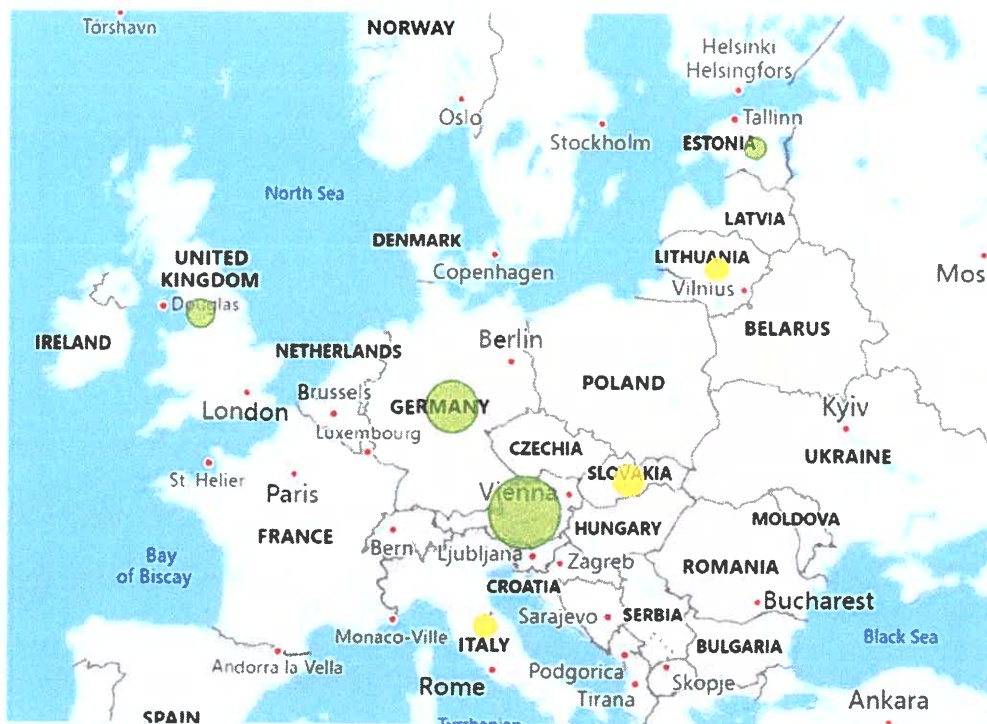 Tórshavn
NORWAY
Helsinki
Helsingfors
Oslo
Stockholm
Tallinn
ESTONIA
North Sea
LATVIA
DENMARK
UNITED
KINGDOM
Copenhagen
LITHUANIA
Vilnius
Mos
Douglas
IRELAND
BELARUS
NETHERLANDS
Berlin
POLAND
Brussels
London
GERMANY
Kyiv
Luxembourg
CZECHIA
UKRAINE
St. Helier
Paris
SLOVAKIA
Vienna
HUNGARY
MOLDOVA
FRANCE
Bern
Ljubljana
Zagreb
ROMANIA
Bay
of Biscay
CROATIA
Bucharest
Sarajevo
SERBIA
Monaco-Ville
ITALY
BULGARIA
Black Sea
Andorra la Vella
Rome
Podgorica
Skopje
Tirana
Ankara
SPAIN
Tyrrhenian